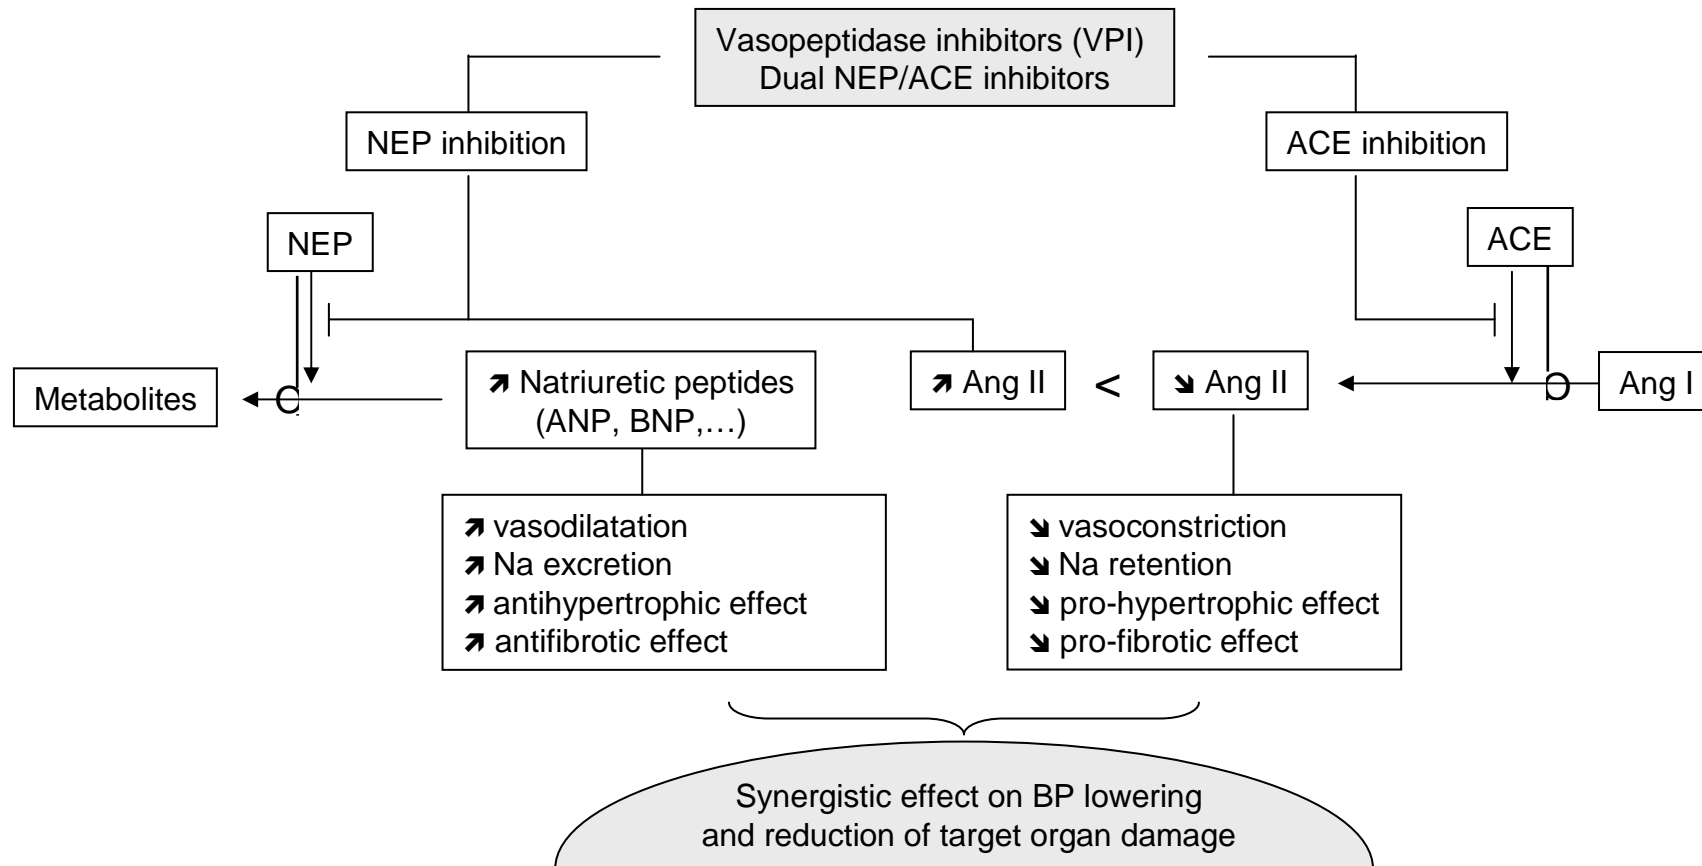 Vasopeptidase inhibitors (VPI)
Dual NEP/ACE inhibitors
NEP inhibition
ACE inhibition
NEP
ACE
Metabolites
↗ Natriuretic peptides
(ANP, BNP,…)
↗ Ang II
<
↘ Ang II
Ang I
↗ vasodilatation
↗ Na excretion
↗ antihypertrophic effect
↗ antifibrotic effect
↘ vasoconstriction
↘ Na retention
↘ pro-hypertrophic effect
↘ pro-fibrotic effect
Synergistic effect on BP lowering
and reduction of target organ damage